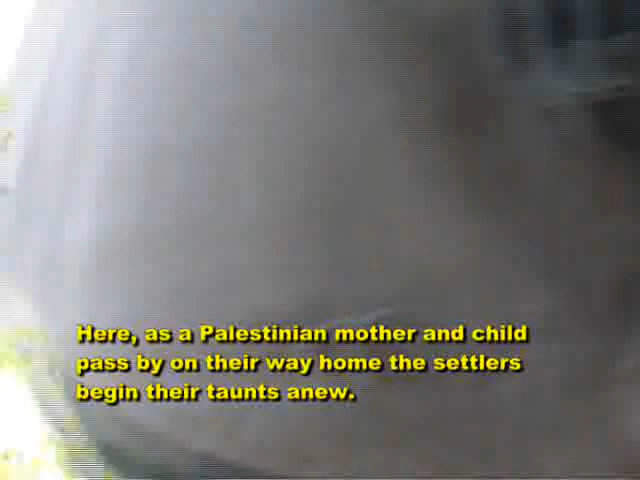 Here, as a Palestinian mother and child
pass by on their way home the settlers
begin their taunts anew.